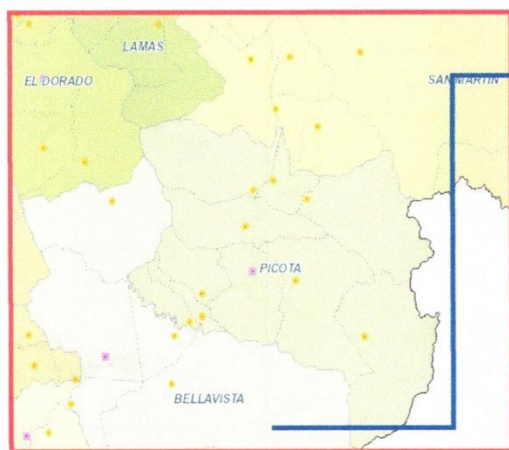 LAMAS
EL DORADO
SAN MARTIN
PICOTA
BELLAVISTA